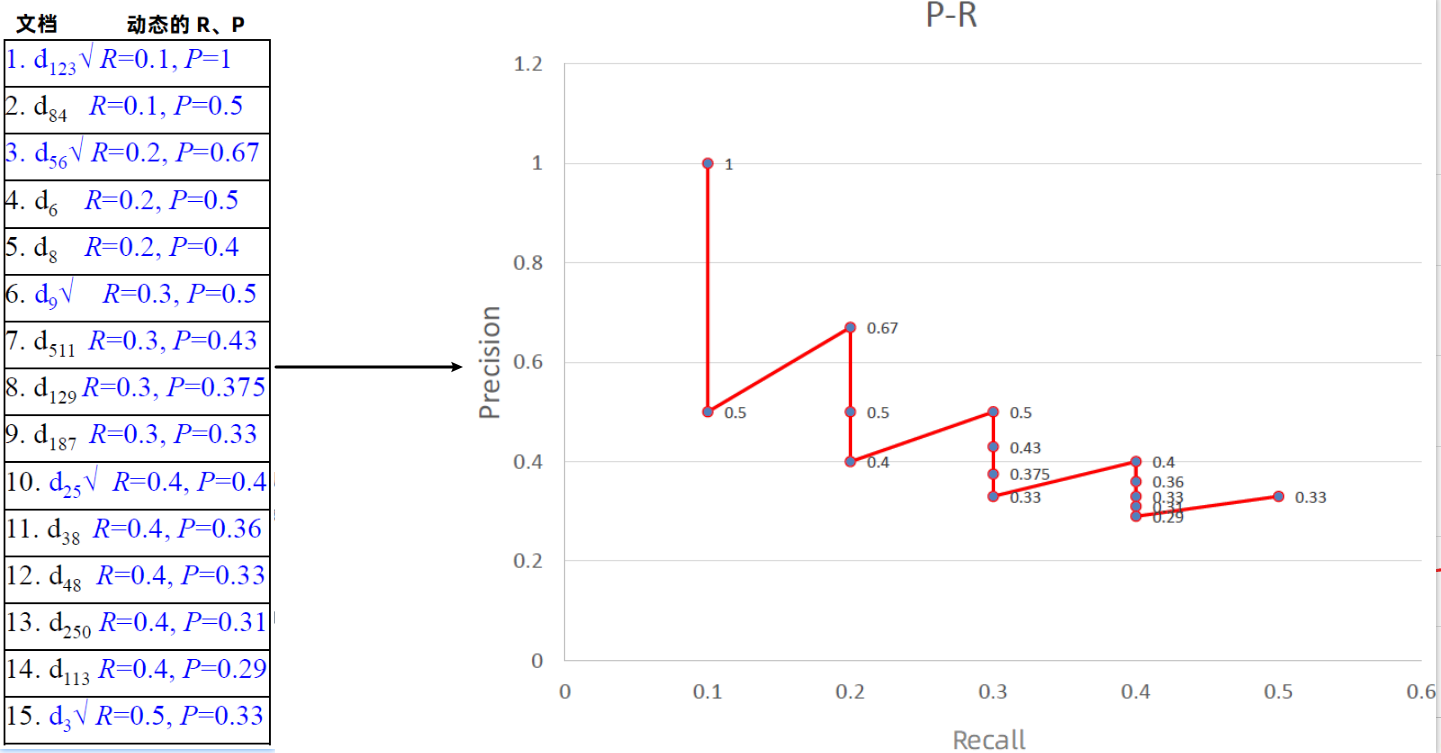 文档 动态的 R、P
1. d123√ R=0.1, P=1
2. d84 R=0.1, P=0.5
3. d56√ R=0.2, P=0.67
4. d6 R=0.2, P=0.5
5. d8 R=0.2, P=0.4
6. d9√ R=0.3, P=0.5
7. d511 R=0.3, P=0.43
8. d129 R=0.3, P=0.375
9. d187 R=0.3, P=0.33
10. d25√ R=0.4, P=0.4
11. d38 R=0.4, P=0.36
12. d48 R=0.4, P=0.33
13. d250 R=0.4, P=0.31
14. d113 R=0.4, P=0.29
15. d3√ R=0.5, P=0.33
P-R
1.2
1
0.8
0.6
0.4
0.2
0
Precision
1
0.5
0.67
0.5
0.4
0.5
0.43
0.375
0.33
0.4
0.36
0.33
0.31
0.29
0.33
0 0.1 0.2 0.3 0.4 0.5 0.6
Recall